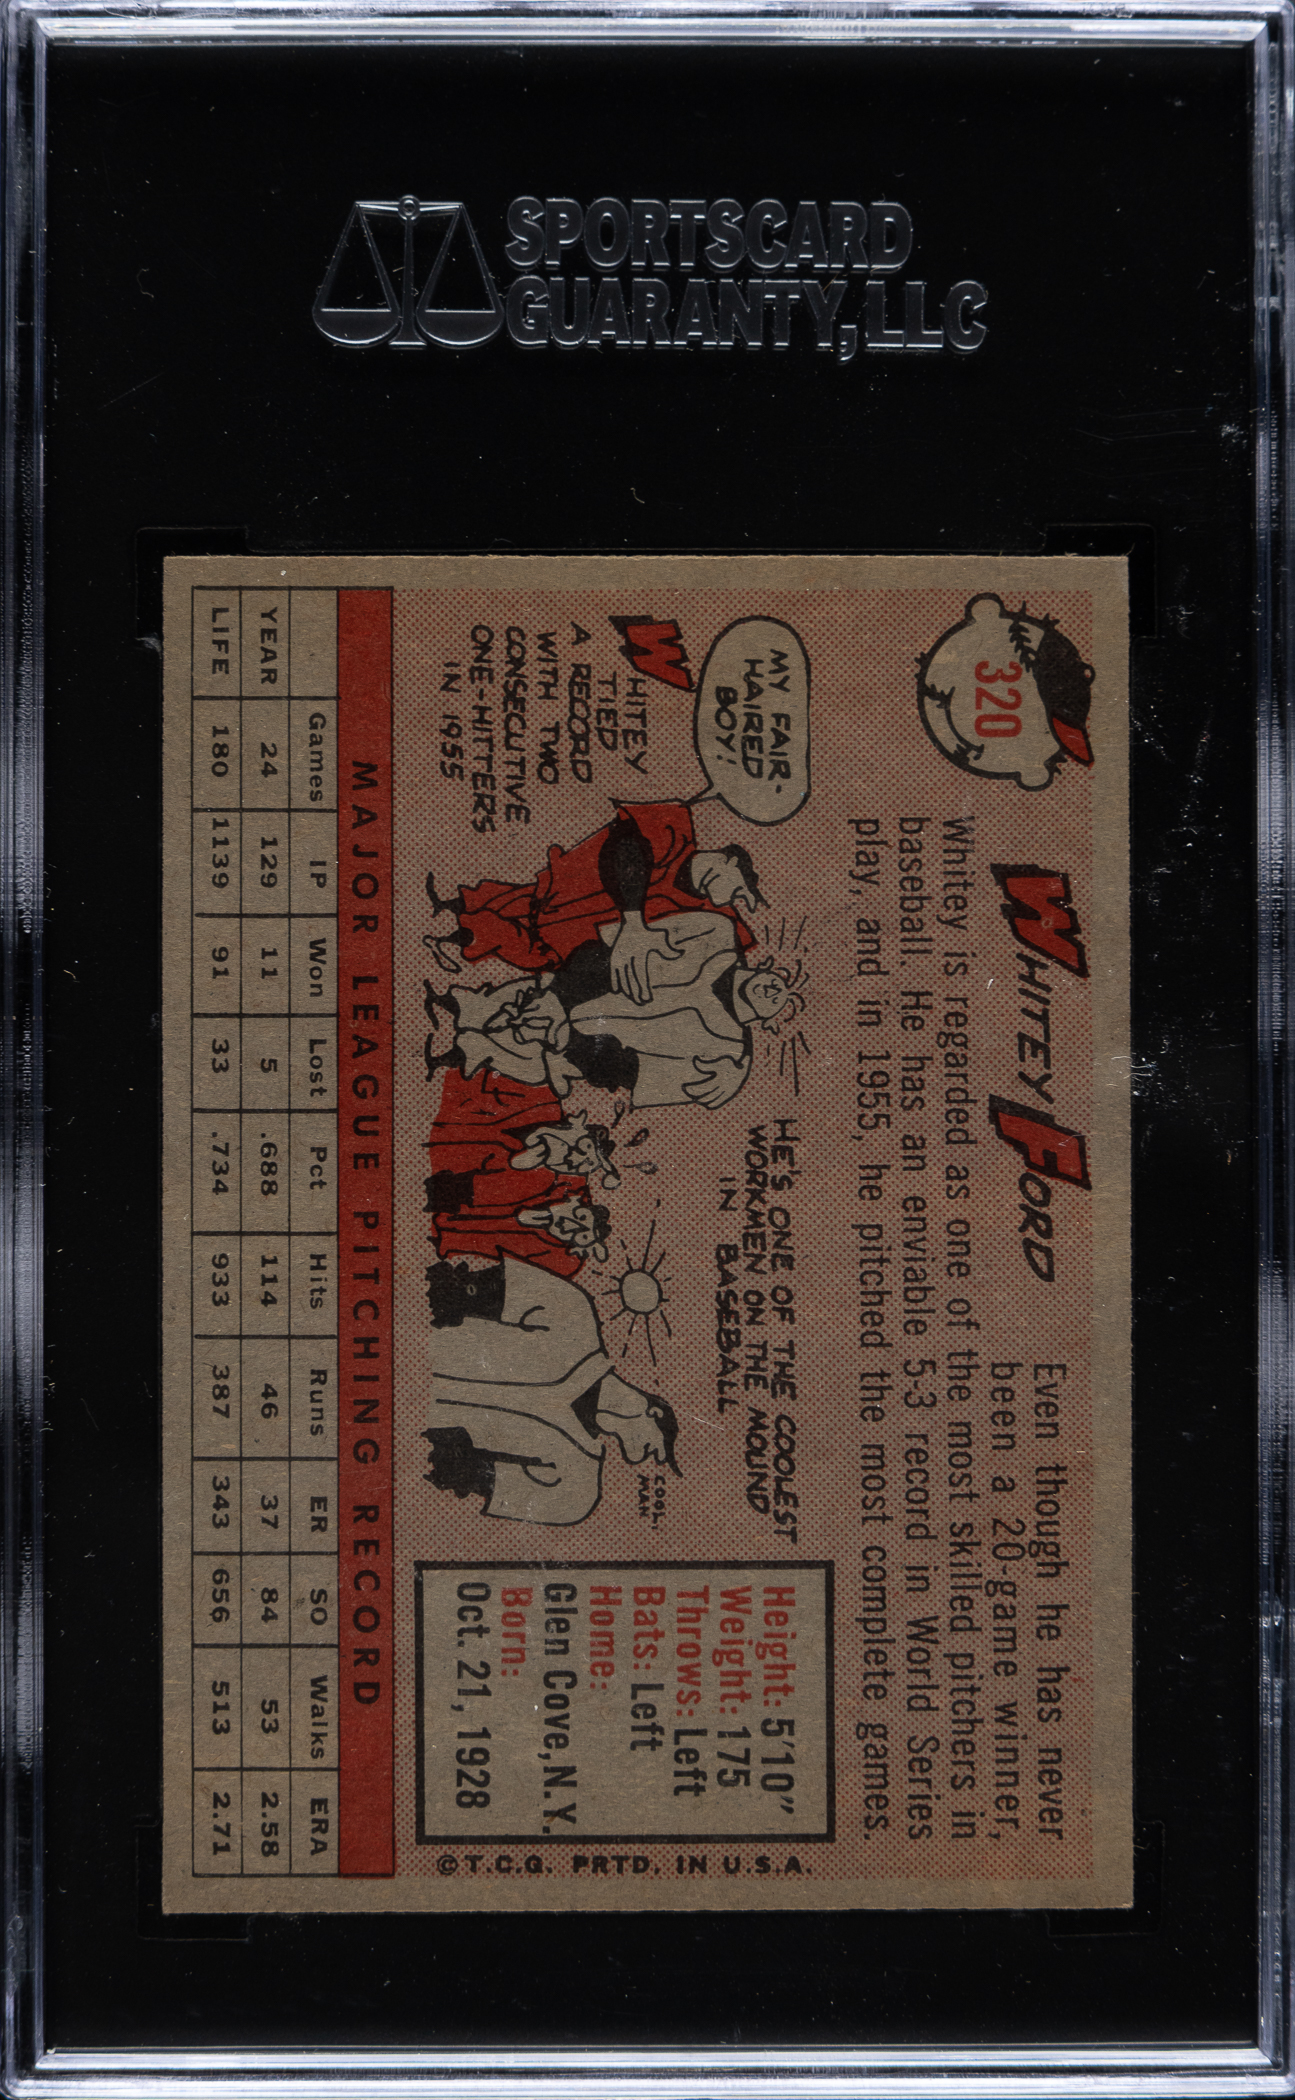 SPORTSCARD
GUARANTY, LLC
320
WHITEY FORD
Even though he has never
been a 20-game winner,
Whitey is regarded as one of the most skilled pitchers in
baseball. He has an enviable 5-3 record in World Series
play, and in 1955, he pitched the most complete games.
MY FAIR-
HAIRED
BOY!
WHITEY
TIED
A RECORD
WITH TWO
CONSECUTIVE
ONE-HITTERS
IN 1955
HE'S ONE OF THE COOLEST
WORKMEN ON THE MOUND
IN BASEBALL
COOL,
MAN
Height: 5'10"
Weight: 175
Throws: Left
Bats: Left
Home:
Glen Cove, N.Y.
Born:
Oct. 21, 1928
©T.C.G. PRTD. IN U.S.A.
MAJOR LEAGUE PITCHING RECORD
Games IP Won Lost Pct Hits Runs ER SO Walks ERA
YEAR 24 129 11 5 .688 114 46 37 84 53 2.58
LIFE 180 1139 91 33 .734 933 387 343 656 513 2.71